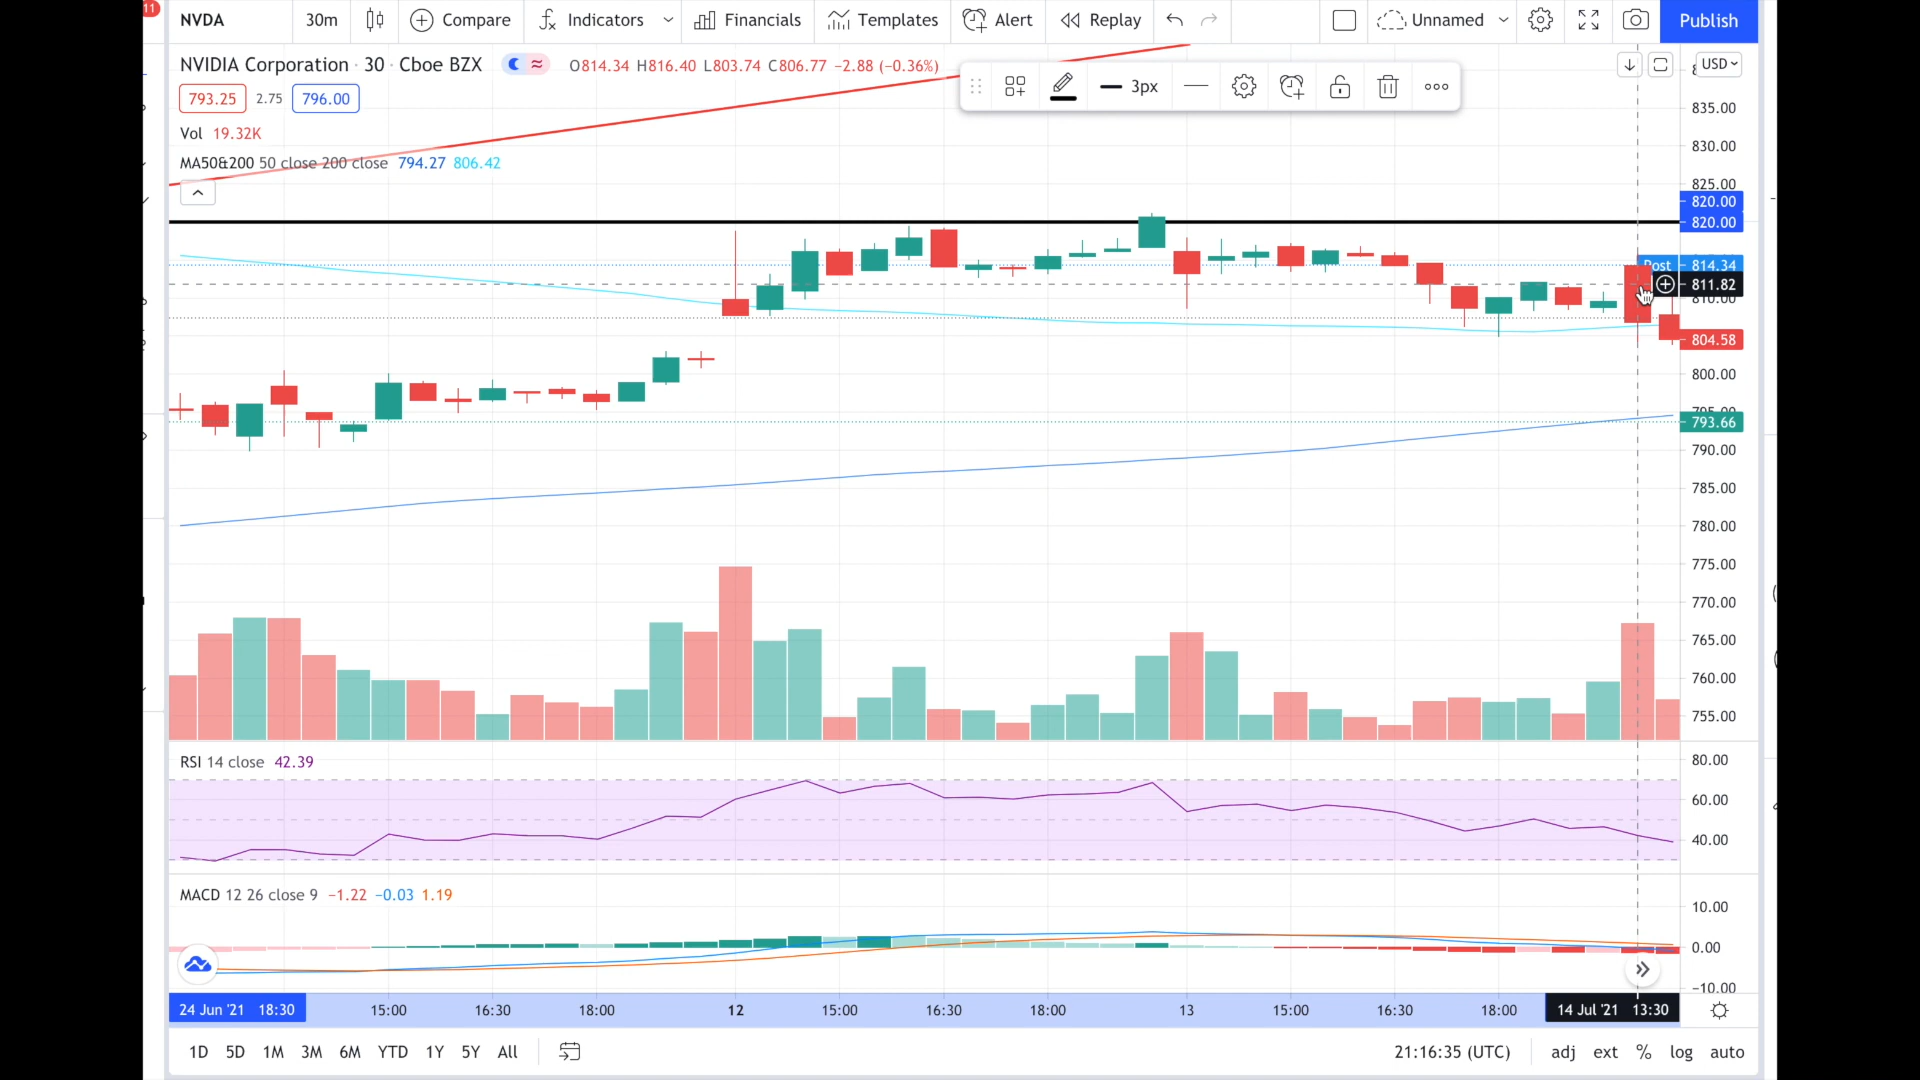 11
NVDA 30m Compare Indicators Financials Templates Alert Replay Unnamed Publish
NVIDIA Corporation · 30 · Cboe BZX O814.34 H816.40 L803.74 C806.77 −2.88 (−0.36%)
793.25 2.75 796.00
Vol 19.32K
MA50&200 50 close 200 close 794.27 806.42
3px
USD
835.00
830.00
825.00
820.00
820.00
Post 814.34
811.82
810.00
804.58
800.00
795.00
793.66
790.00
785.00
780.00
775.00
770.00
765.00
760.00
755.00
RSI 14 close 42.39
80.00
60.00
40.00
MACD 12 26 close 9 −1.22 −0.03 1.19
10.00
0.00
−10.00
24 Jun '21 18:30 15:00 16:30 18:00 12 15:00 16:30 18:00 13 15:00 16:30 18:00 14 Jul '21 13:30
1D 5D 1M 3M 6M YTD 1Y 5Y All 21:16:35 (UTC) adj ext % log auto